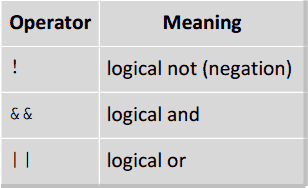 Operator Meaning
! logical not (negation)
&& logical and
|| logical or